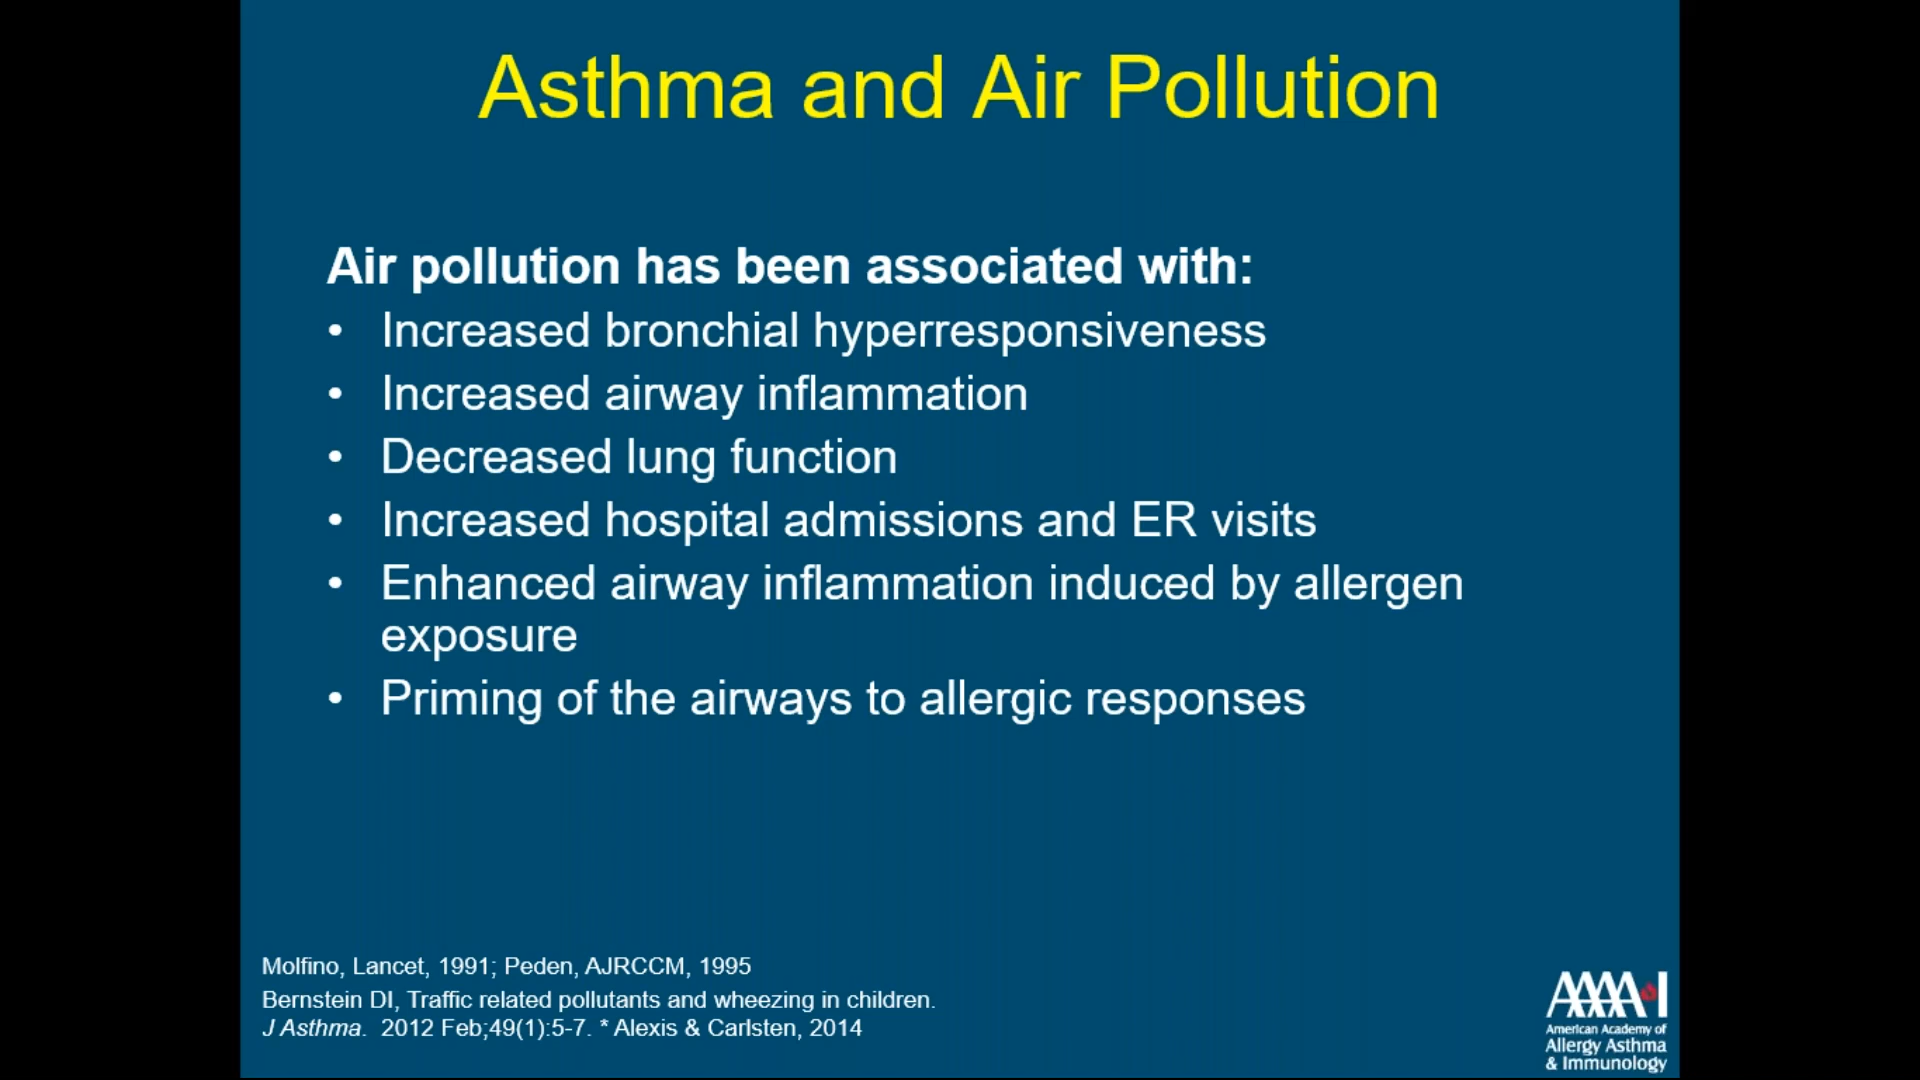 Asthma and Air Pollution
Air pollution has been associated with:
• Increased bronchial hyperresponsiveness
• Increased airway inflammation
• Decreased lung function
• Increased hospital admissions and ER visits
• Enhanced airway inflammation induced by allergen
exposure
• Priming of the airways to allergic responses
Molfino, Lancet, 1991; Peden, AJRCCM, 1995
Bernstein DI, Traffic related pollutants and wheezing in children.
J Asthma. 2012 Feb;49(1):5-7. * Alexis & Carlsten, 2014
AAAAI
American Academy of
Allergy Asthma
& Immunology